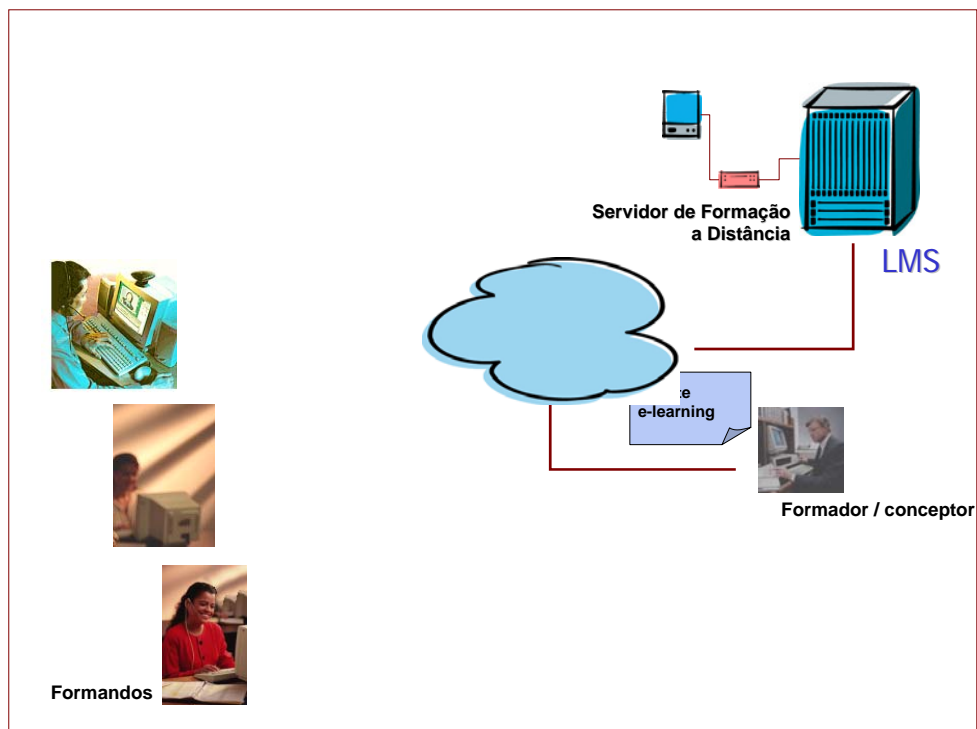 Servidor de Formação
a Distância
LMS
e-learning
Formador / conceptor
Formandos